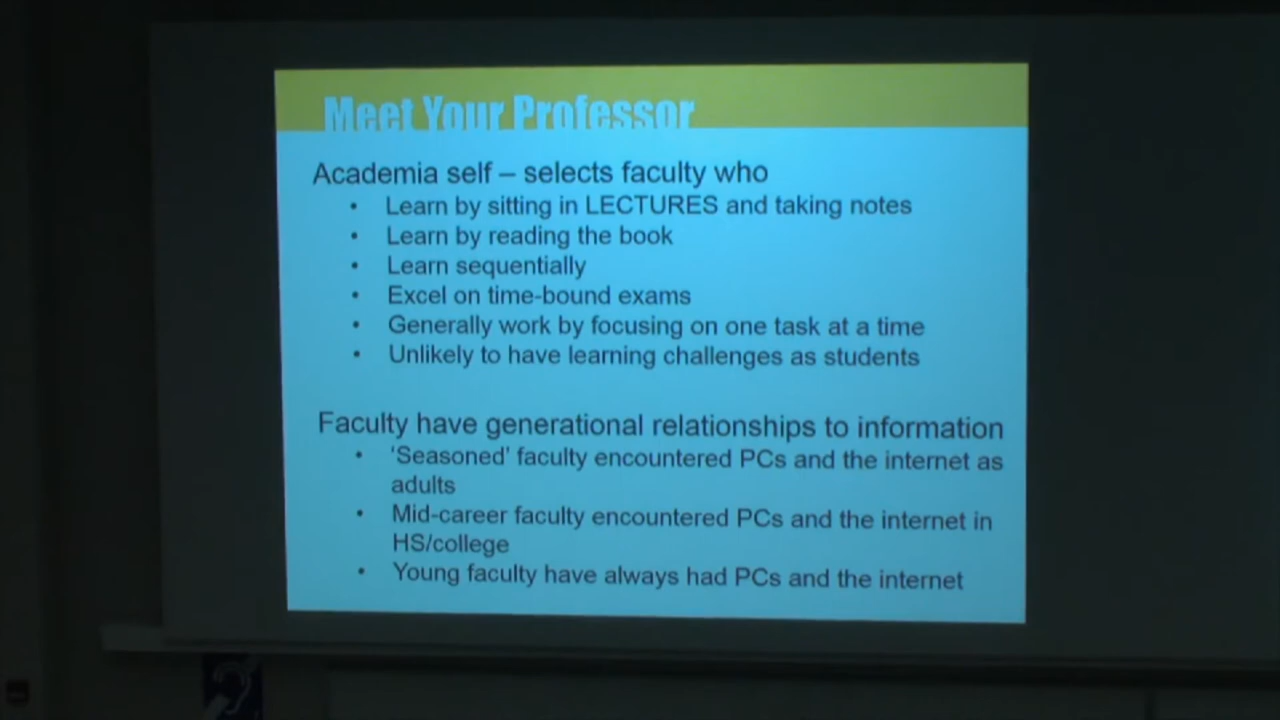 Meet Your Professor
Academia self – selects faculty who
• Learn by sitting in LECTURES and taking notes
• Learn by reading the book
• Learn sequentially
• Excel on time-bound exams
• Generally work by focusing on one task at a time
• Unlikely to have learning challenges as students
Faculty have generational relationships to information
• 'Seasoned' faculty encountered PCs and the internet as
adults
• Mid-career faculty encountered PCs and the internet in
HS/college
• Young faculty have always had PCs and the internet